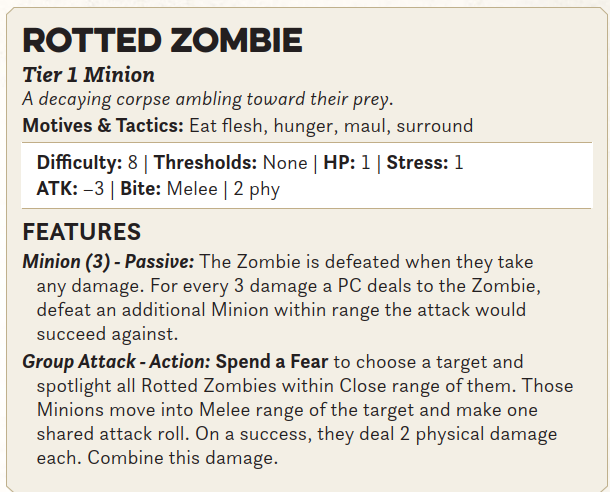 ROTTED ZOMBIE
Tier 1 Minion
A decaying corpse ambling toward their prey.
Motives & Tactics: Eat flesh, hunger, maul, surround
Difficulty: 8 | Thresholds: None | HP: 1 | Stress: 1
ATK: –3 | Bite: Melee | 2 phy
FEATURES
Minion (3) - Passive: The Zombie is defeated when they take
any damage. For every 3 damage a PC deals to the Zombie,
defeat an additional Minion within range the attack would
succeed against.
Group Attack - Action: Spend a Fear to choose a target and
spotlight all Rotted Zombies within Close range of them. Those
Minions move into Melee range of the target and make one
shared attack roll. On a success, they deal 2 physical damage
each. Combine this damage.